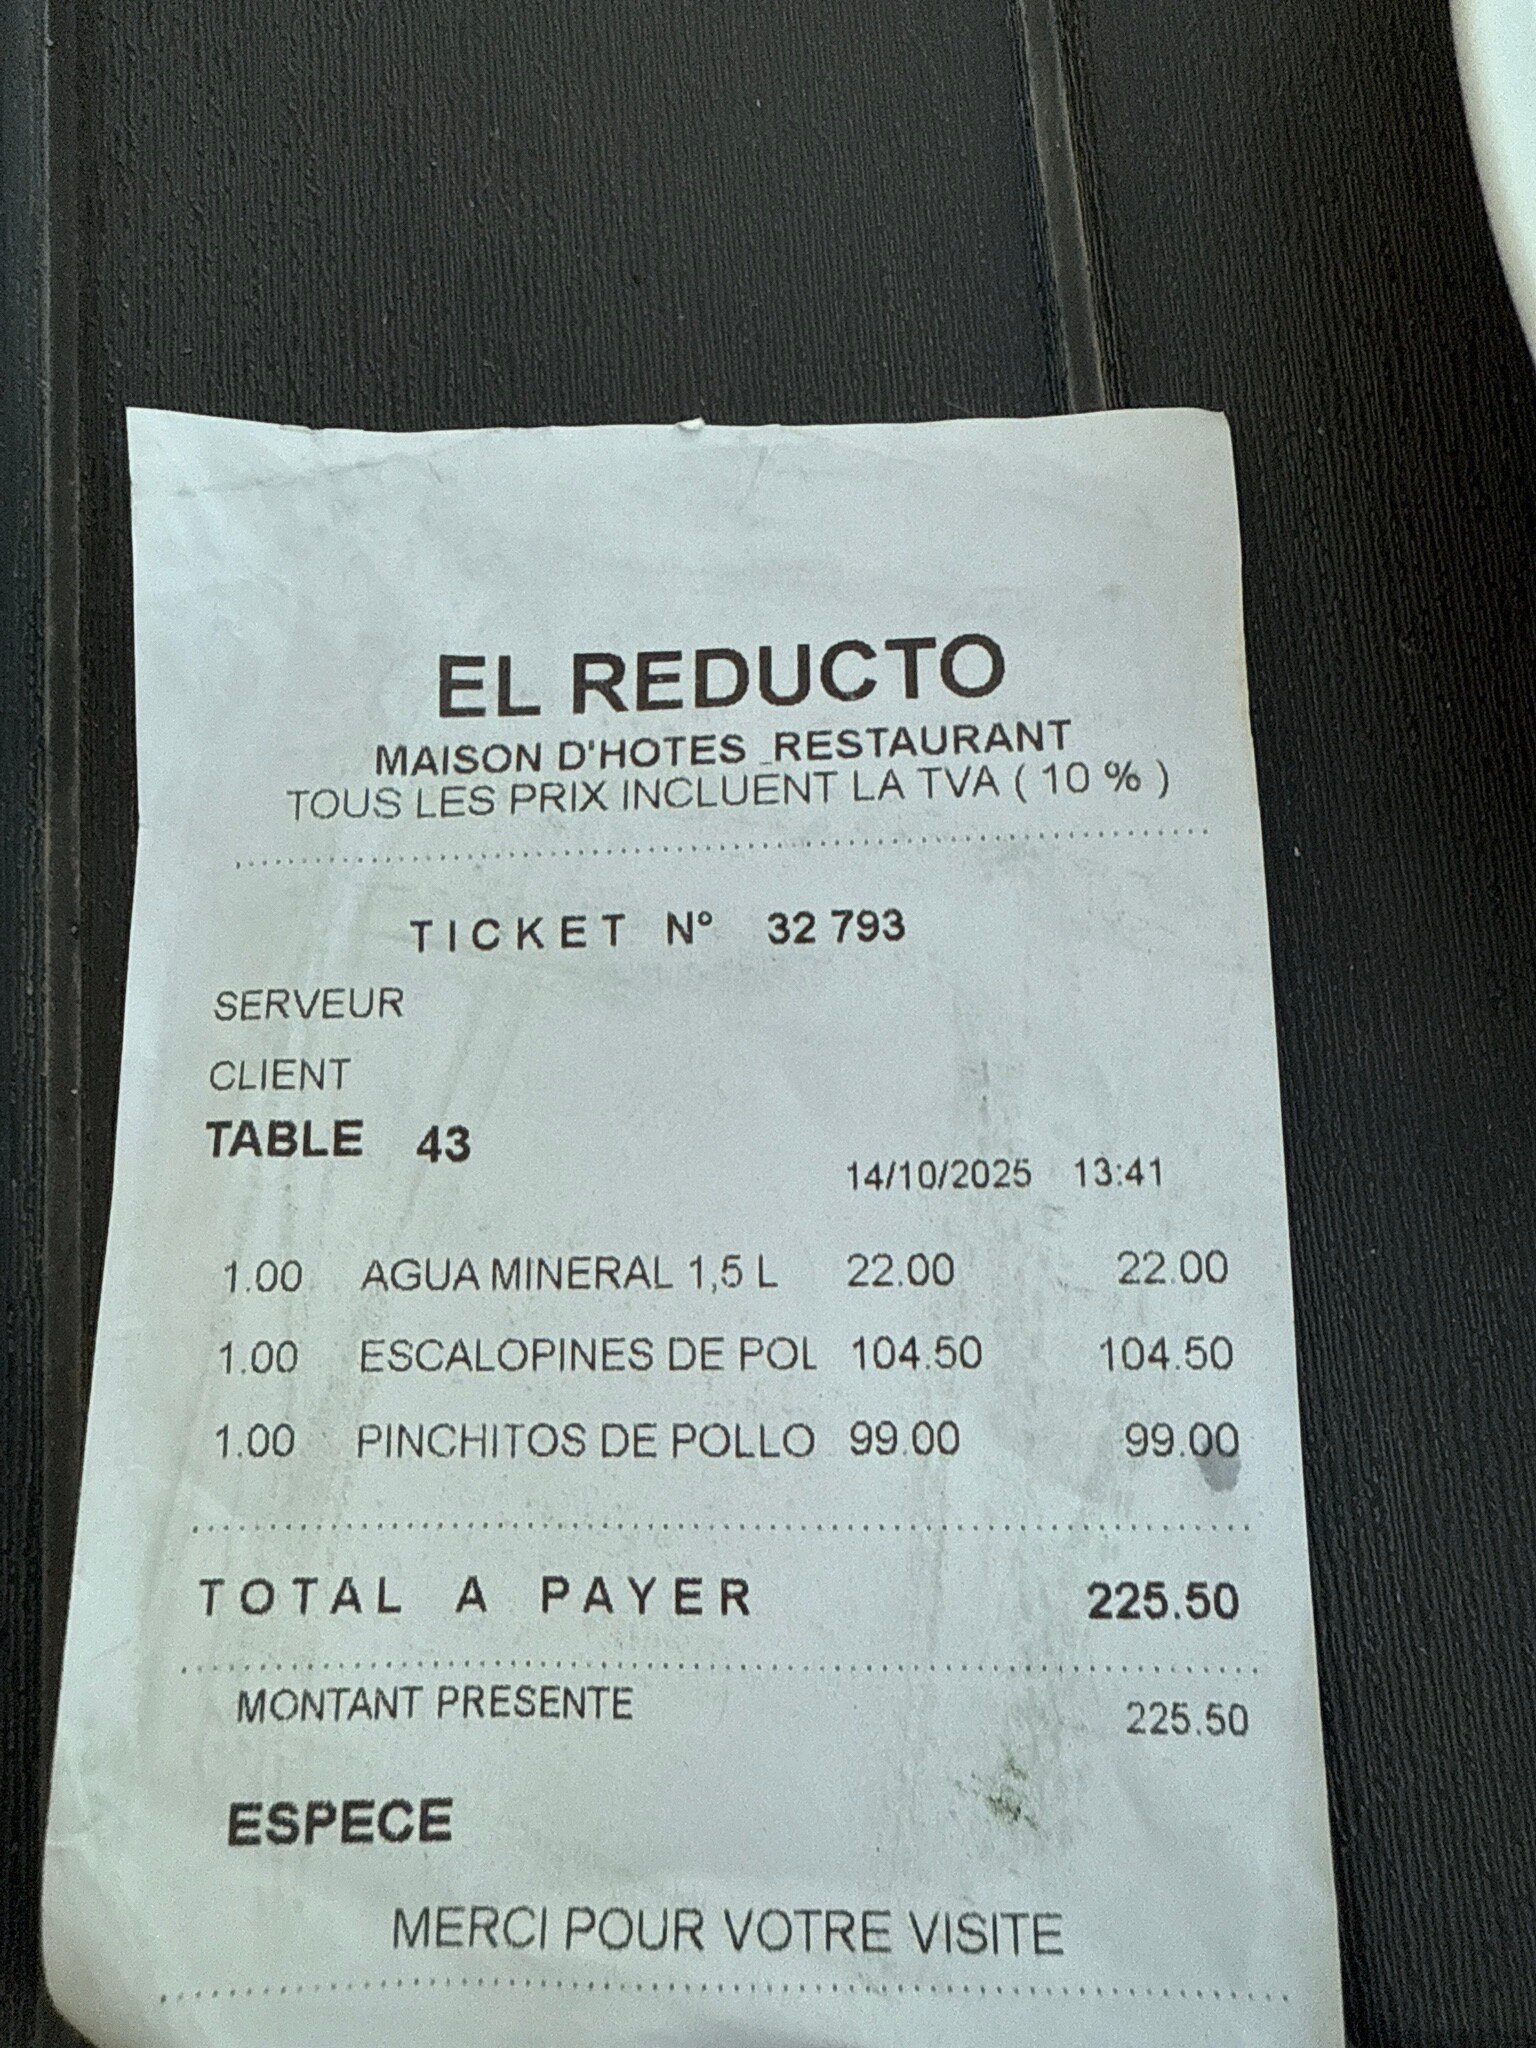 EL REDUCTO
MAISON D'HOTES _RESTAURANT
TOUS LES PRIX INCLUENT LA TVA ( 10 % )
TICKET N° 32 793
SERVEUR
CLIENT
TABLE 43
14/10/2025 13:41
1.00 AGUA MINERAL 1,5 L 22.00 22.00
1.00 ESCALOPINES DE POL 104.50 104.50
1.00 PINCHITOS DE POLLO 99.00 99.00
TOTAL A PAYER 225.50
MONTANT PRESENTE 225.50
ESPECE
MERCI POUR VOTRE VISITE